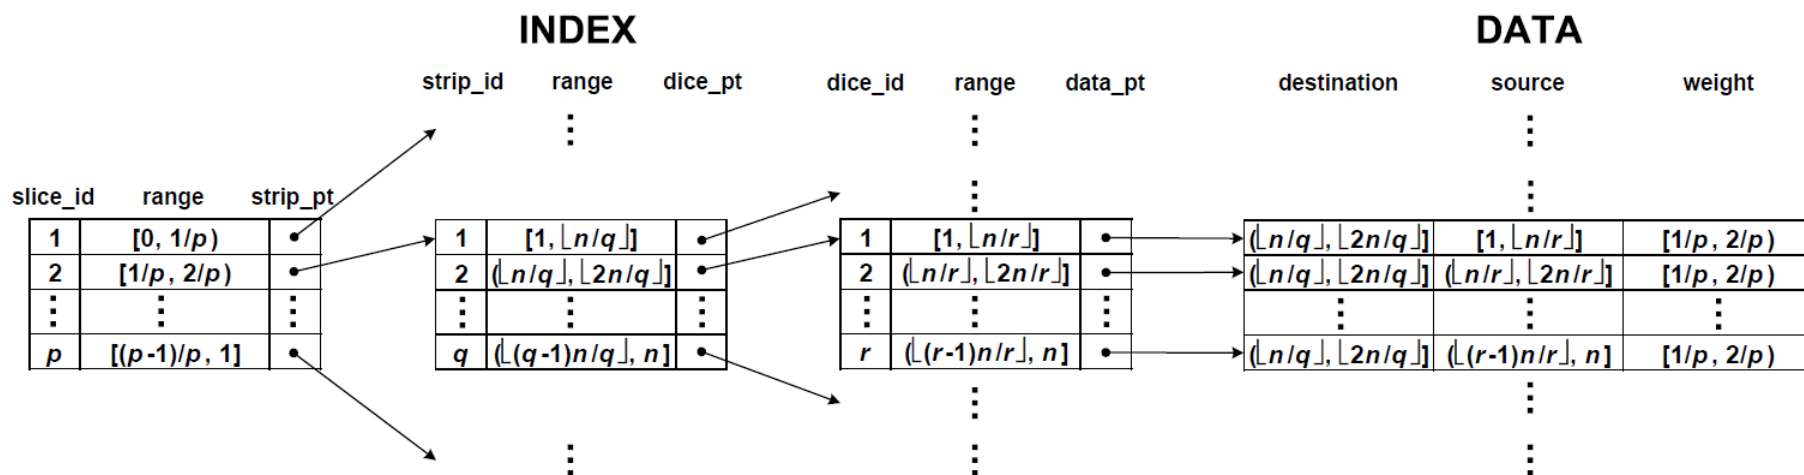 INDEX DATA
strip_id range dice_pt dice_id range data_pt destination source weight
slice_id range strip_pt
1 [0, 1/p) 1 [1, ⌊n/q⌋] 1 [1, ⌊n/r⌋] (⌊n/q⌋, ⌊2n/q⌋] [1, ⌊n/r⌋] [1/p, 2/p)
2 [1/p, 2/p) 2 (⌊n/q⌋, ⌊2n/q⌋] 2 (⌊n/r⌋, ⌊2n/r⌋] (⌊n/q⌋, ⌊2n/q⌋] (⌊n/r⌋, ⌊2n/r⌋] [1/p, 2/p)
p [(p-1)/p, 1] q (⌊(q-1)n/q⌋, n] r (⌊(r-1)n/r⌋, n] (⌊n/q⌋, ⌊2n/q⌋] (⌊(r-1)n/r⌋, n] [1/p, 2/p)